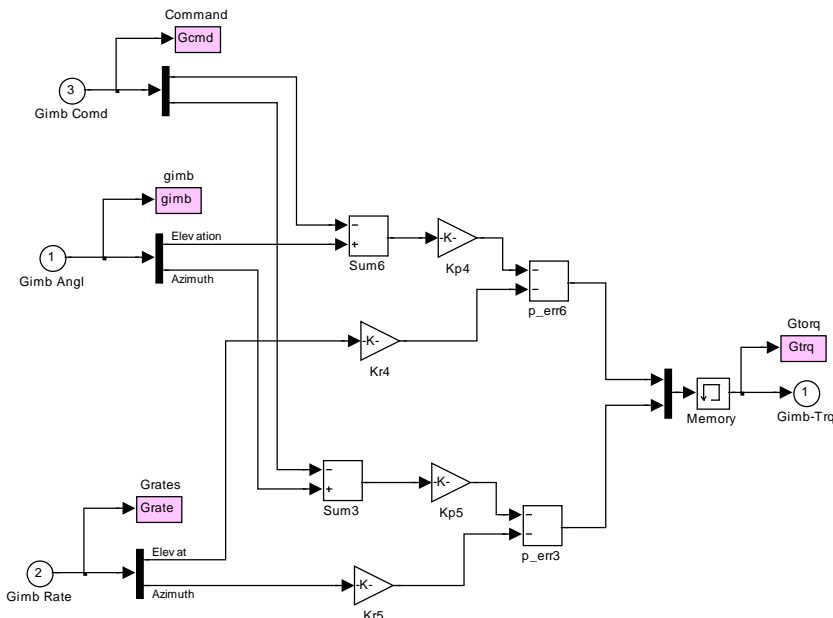 Command
Gcmd
3
Gimb Comd
gimb
gimb
1
Gimb Angl
Elevation
Azimuth
−
+
Sum6
-K-
Kp4
−
−
p_err6
-K-
Kr4
Gtorq
Gtrq
Memory
1
Gimb-Trq
−
+
Sum3
-K-
Kp5
−
−
p_err3
Grates
Grate
2
Gimb Rate
Elevat
Azimuth
-K-
Kr5